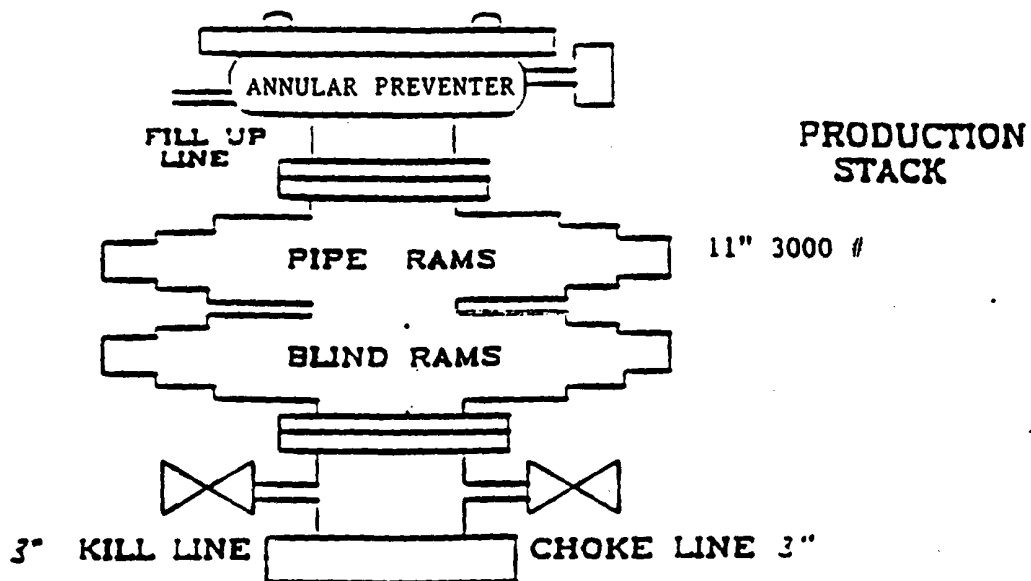 ANNULAR PREVENTER
FILL UP
LINE
PRODUCTION
STACK
PIPE RAMS
11" 3000 #
BLIND RAMS
3" KILL LINE
CHOKE LINE 3"